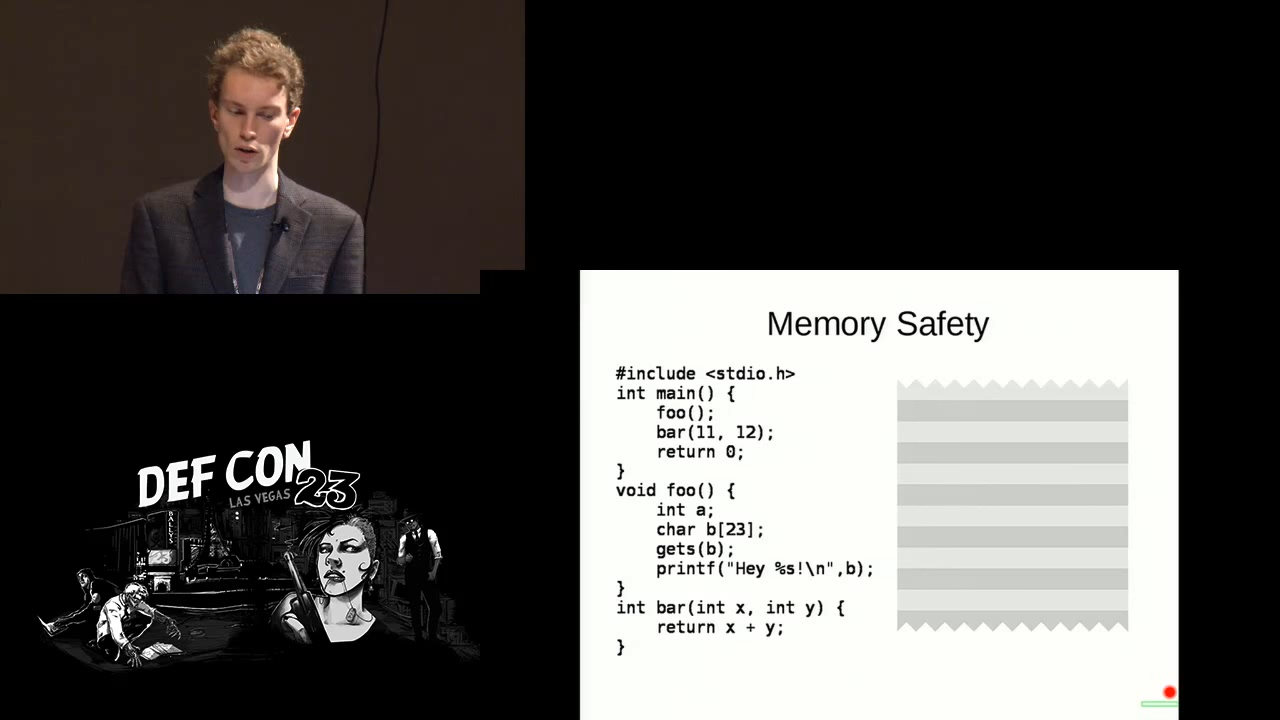 Memory Safety
#include <stdio.h>
int main() {
    foo();
    bar(11, 12);
    return 0;
}
void foo() {
    int a;
    char b[23];
    gets(b);
    printf("Hey %s!\n",b);
}
int bar(int x, int y) {
    return x + y;
}
DEF CON
LAS VEGAS 23
BALLYS